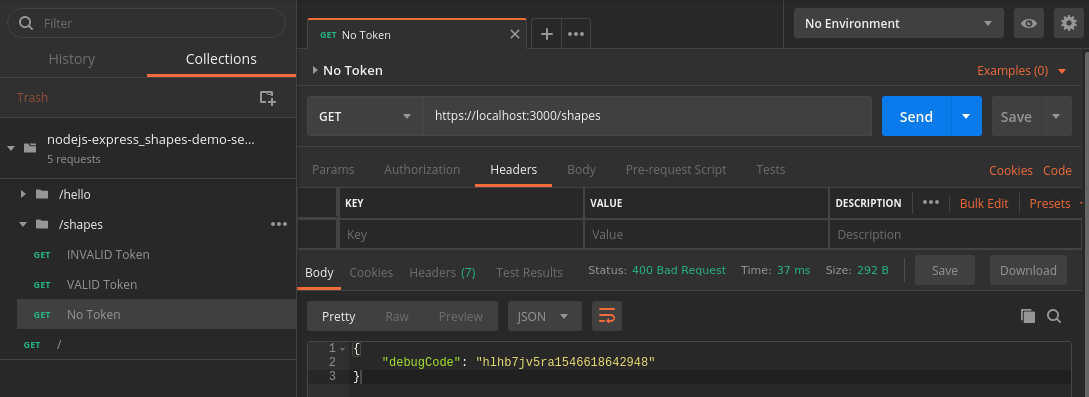 Filter
History
Collections
Trash
nodejs-express_shapes-demo-se...
5 requests
/hello
/shapes
•••
GET INVALID Token
GET VALID Token
GET No Token
GET /
GET No Token
•••
No Environment
No Token
Examples (0)
GET
https://localhost:3000/shapes
Send
Save
Params Authorization Headers Body Pre-request Script Tests
Cookies Code
KEY VALUE DESCRIPTION ••• Bulk Edit Presets
Key Value Description
Body Cookies Headers (7) Test Results Status: 400 Bad Request Time: 37 ms Size: 292 B Save Download
Pretty Raw Preview JSON
1 {
2 "debugCode": "hlhb7jv5ra1546618642948"
3 }